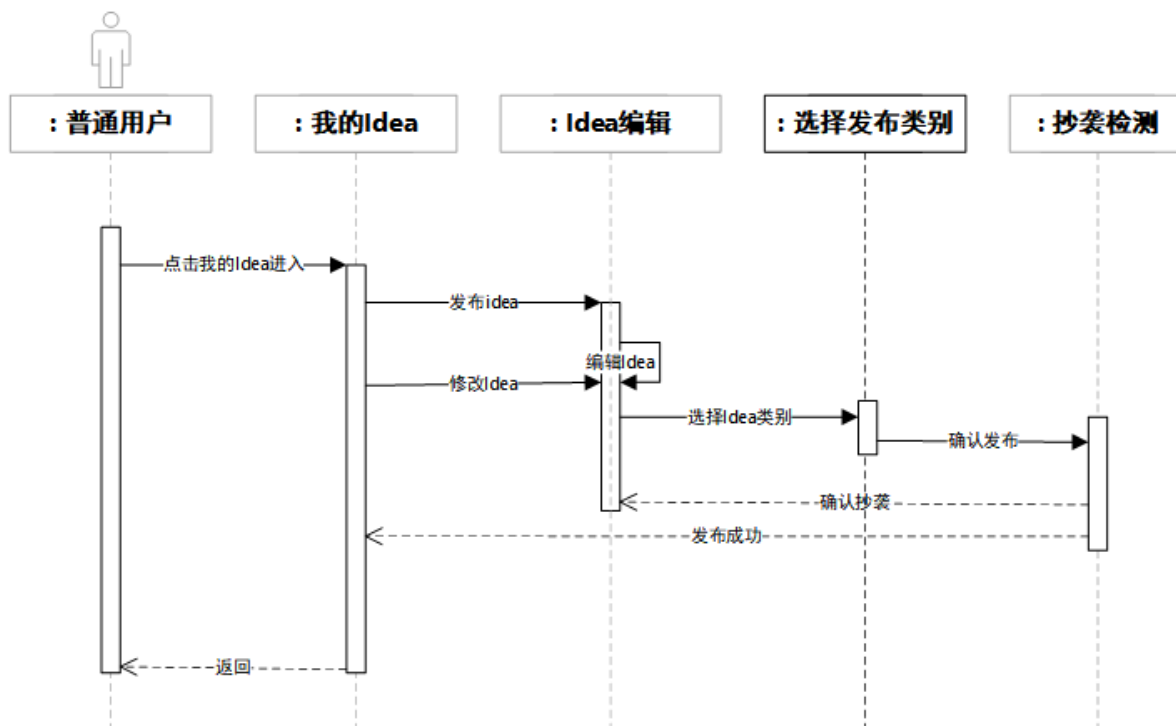 : 普通用户
: 我的Idea
: Idea编辑
: 选择发布类别
: 抄袭检测
点击我的Idea进入
发布idea
编辑Idea
修改Idea
选择Idea类别
确认发布
确认抄袭
发布成功
返回